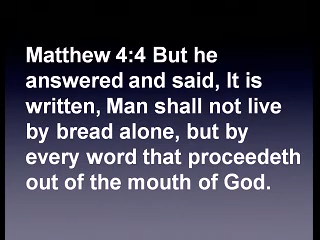 Matthew 4:4 But he
answered and said, It is
written, Man shall not live
by bread alone, but by
every word that proceedeth
out of the mouth of God.